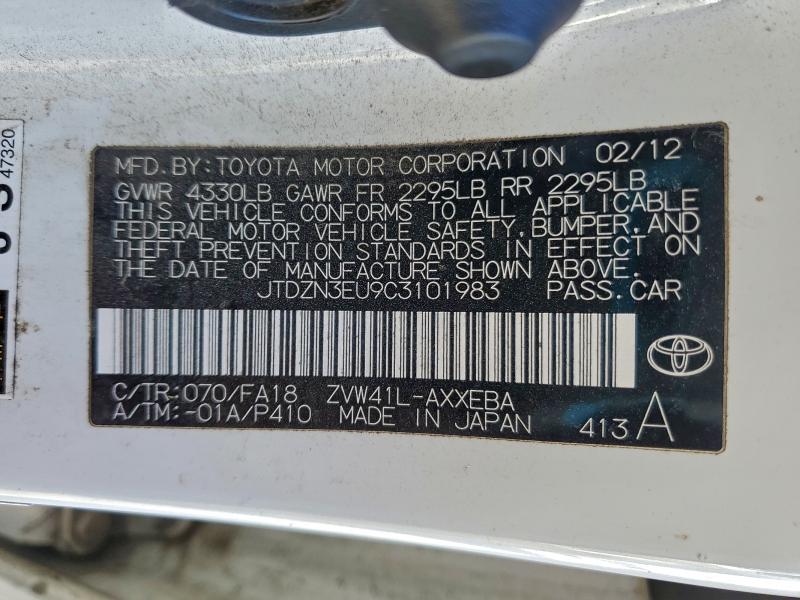 47320
MFD.BY:TOYOTA MOTOR CORPORATION 02/12
GVWR 4330LB GAWR FR 2295LB RR 2295LB
THIS VEHICLE CONFORMS TO ALL APPLICABLE
FEDERAL MOTOR VEHICLE SAFETY,BUMPER,AND
THEFT PREVENTION STANDARDS IN EFFECT ON
THE DATE OF MANUFACTURE SHOWN ABOVE.
JTDZN3EU9C3101983 PASS.CAR
C/TR:070/FA18 ZVW41L-AXXEBA
A/TM:-01A/P410 MADE IN JAPAN 413 A